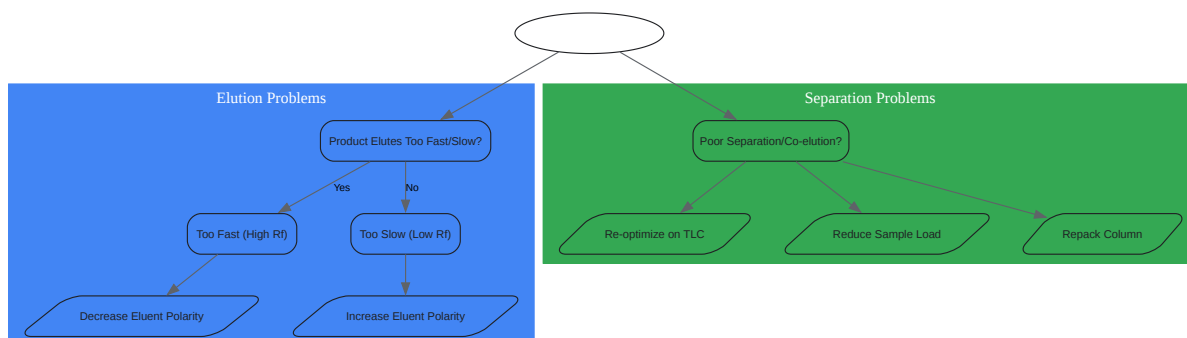 Elution Problems
Separation Problems
Product Elutes Too Fast/Slow?
Poor Separation/Co-elution?
Yes
No
Too Fast (High Rf)
Too Slow (Low Rf)
Re-optimize on TLC
Reduce Sample Load
Repack Column
Decrease Eluent Polarity
Increase Eluent Polarity